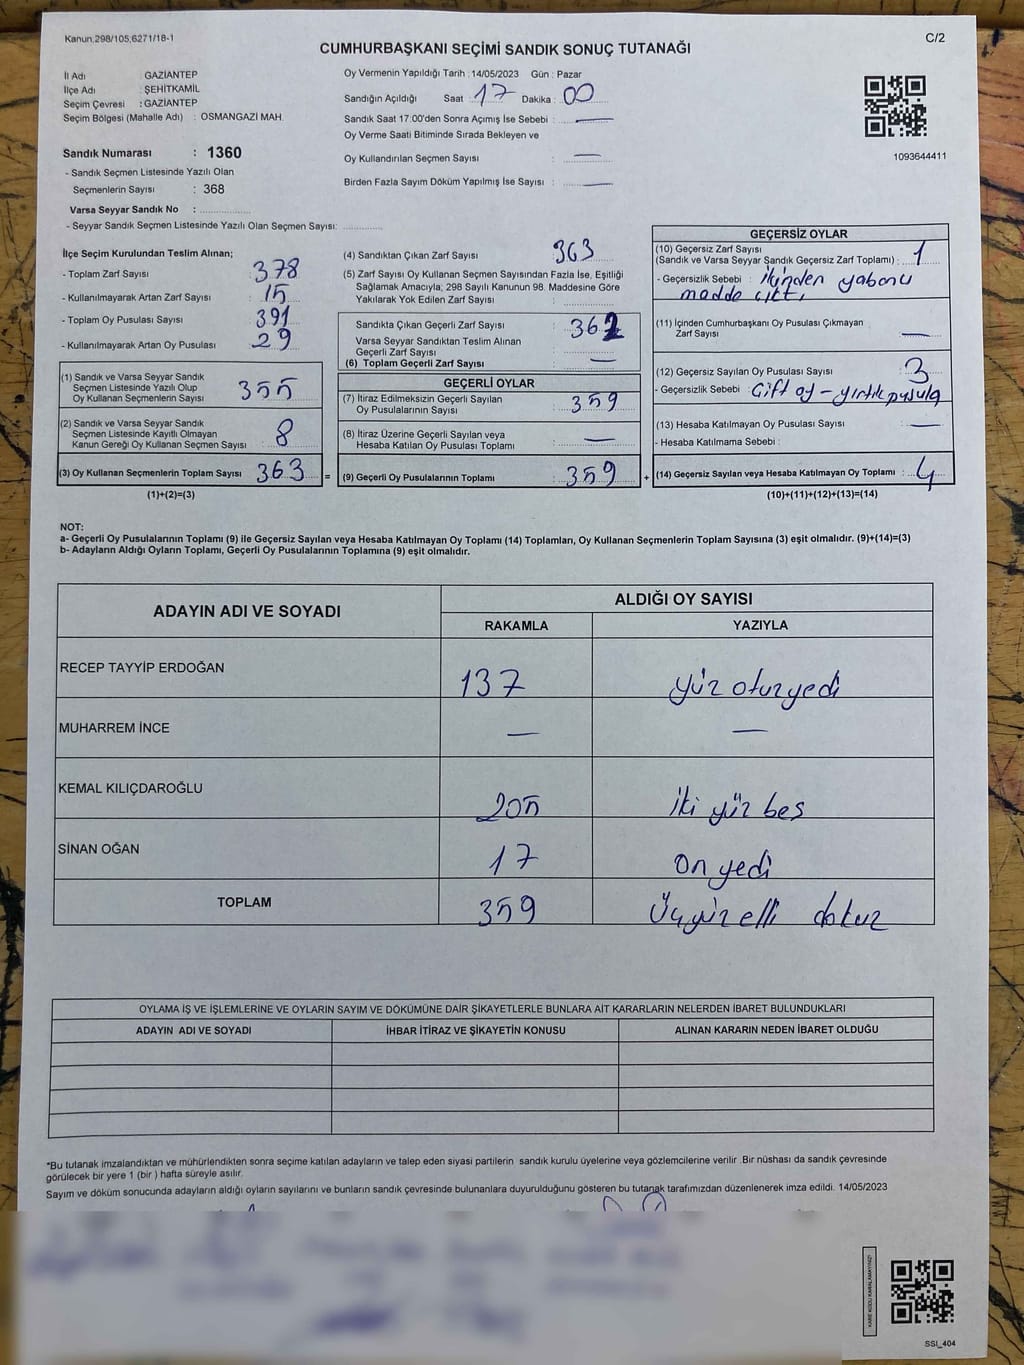 Kanun,298/105,6271/18-1
C/2
CUMHURBAŞKANI SEÇİMİ SANDIK SONUÇ TUTANAĞI
İl Adı : GAZİANTEP
İlçe Adı : ŞEHİTKAMİL
Seçim Çevresi : GAZİANTEP
Seçim Bölgesi (Mahalle Adı) : OSMANGAZİ MAH.
Sandık Numarası : 1360
- Sandık Seçmen Listesinde Yazılı Olan
Seçmenlerin Sayısı : 368
Varsa Seyyar Sandık No :
- Seyyar Sandık Seçmen Listesinde Yazılı Olan Seçmen Sayısı:
Oy Vermenin Yapıldığı Tarih :14/05/2023 Gün : Pazar
Sandığın Açıldığı Saat 17 Dakika : 00
Sandık Saat 17:00'den Sonra Açımış İse Sebebi : —
Oy Verme Saati Bitiminde Sırada Bekleyen ve
Oy Kullandırılan Seçmen Sayısı : —
Birden Fazla Sayım Döküm Yapılmış İse Sayısı : —
1093644411
İlçe Seçim Kurulundan Teslim Alınan;
- Toplam Zarf Sayısı 378
- Kullanılmayarak Artan Zarf Sayısı 15
- Toplam Oy Pusulası Sayısı 391
- Kullanılmayarak Artan Oy Pusulası 29
(1) Sandık ve Varsa Seyyar Sandık
Seçmen Listesinde Yazılı Olup
Oy Kullanan Seçmenlerin Sayısı 355
(2) Sandık ve Varsa Seyyar Sandık
Seçmen Listesinde Kayıtlı Olmayan
Kanun Gereği Oy Kullanan Seçmen Sayısı 8
(3) Oy Kullanan Seçmenlerin Toplam Sayısı 363 =
(1)+(2)=(3)
(4) Sandıktan Çıkan Zarf Sayısı 363
(5) Zarf Sayısı Oy Kullanan Seçmen Sayısından Fazla İse, Eşitliği
Sağlamak Amacıyla; 298 Sayılı Kanunun 98. Maddesine Göre
Yakılarak Yok Edilen Zarf Sayısı :
Sandıkta Çıkan Geçerli Zarf Sayısı : 362
Varsa Seyyar Sandıktan Teslim Alınan
Geçerli Zarf Sayısı :
(6) Toplam Geçerli Zarf Sayısı : —
GEÇERLİ OYLAR
(7) İtiraz Edilmeksizin Geçerli Sayılan
Oy Pusulalarının Sayısı : 359
(8) İtiraz Üzerine Geçerli Sayılan veya
Hesaba Katılan Oy Pusulası Toplamı : —
(9) Geçerli Oy Pusulalarının Toplamı : 359 +
GEÇERSİZ OYLAR
(10) Geçersiz Zarf Sayısı
(Sandık ve Varsa Seyyar Sandık Geçersiz Zarf Toplamı) : 1
- Geçersizlik Sebebi : İçinden yabancı
madde çıktı
(11) İçinden Cumhurbaşkanı Oy Pusulası Çıkmayan
Zarf Sayısı : —
(12) Geçersiz Sayılan Oy Pusulası Sayısı : 3
- Geçersizlik Sebebi : Çift oy – yırtık pusula
(13) Hesaba Katılmayan Oy Pusulası Sayısı : —
- Hesaba Katılmama Sebebi :
(14) Geçersiz Sayılan veya Hesaba Katılmayan Oy Toplamı : 4
(10)+(11)+(12)+(13)=(14)
NOT:
a- Geçerli Oy Pusulalarının Toplamı (9) ile Geçersiz Sayılan veya Hesaba Katılmayan Oy Toplamı (14) Toplamları, Oy Kullanan Seçmenlerin Toplam Sayısına (3) eşit olmalıdır. (9)+(14)=(3)
b- Adayların Aldığı Oyların Toplamı, Geçerli Oy Pusulalarının Toplamına (9) eşit olmalıdır.
ADAYIN ADI VE SOYADI
ALDIĞI OY SAYISI
RAKAMLA YAZIYLA
RECEP TAYYİP ERDOĞAN 137 yüz otuz yedi
MUHARREM İNCE — —
KEMAL KILIÇDAROĞLU 205 İki yüz beş
SİNAN OĞAN 17 On yedi
TOPLAM 359 Üçyüz elli dokuz
OYLAMA İŞ VE İŞLEMLERİNE VE OYLARIN SAYIM VE DÖKÜMÜNE DAİR ŞİKAYETLERLE BUNLARA AİT KARARLARIN NELERDEN İBARET BULUNDUKLARI
ADAYIN ADI VE SOYADI İHBAR İTİRAZ VE ŞİKAYETİN KONUSU ALINAN KARARIN NEDEN İBARET OLDUĞU
*Bu tutanak imzalandıktan ve mühürlendikten sonra seçime katılan adayların ve talep eden siyasi partilerin sandık kurulu üyelerine veya gözlemcilerine verilir .Bir nüshası da sandık çevresinde
görülecek bir yere 1 (bir ) hafta süreyle asılır.
Sayım ve döküm sonucunda adayların aldığı oyların sayılarını ve bunların sandık çevresinde bulunanlara duyurulduğunu gösteren bu tutanak tarafımızdan düzenlenerek imza edildi. 14/05/2023
KARE KODU KARALAMAYINIZ!
SSI_404